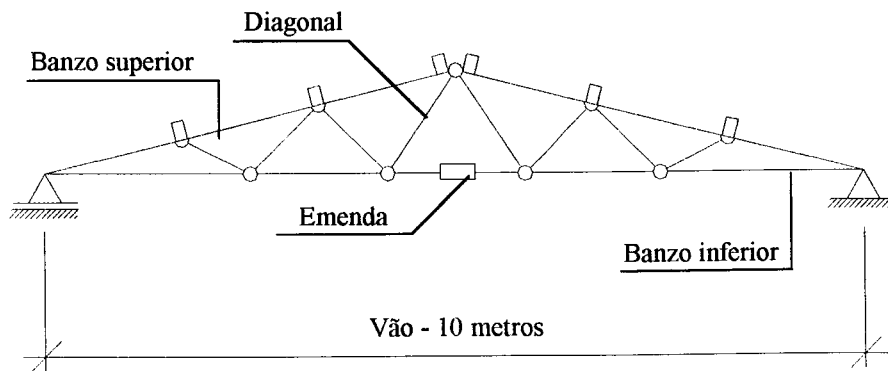 Diagonal
Banzo superior
Emenda
Banzo inferior
Vão - 10 metros